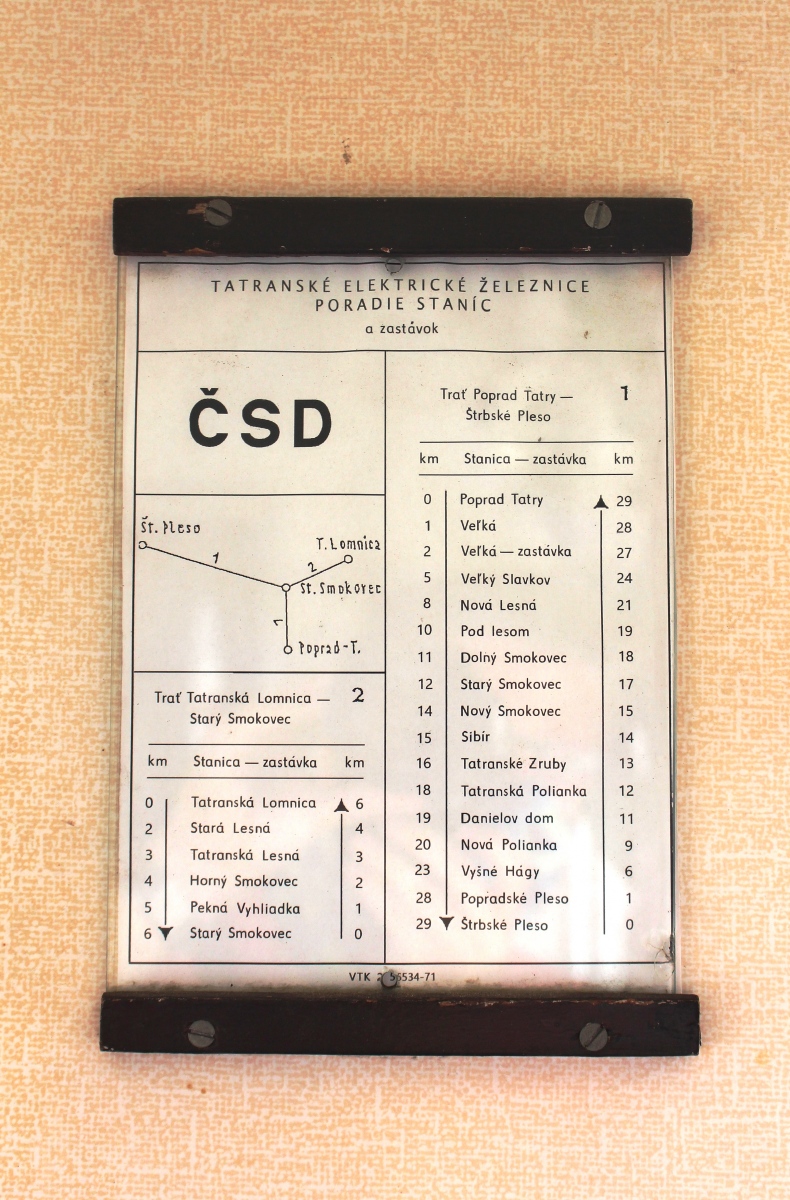 TATRANSKÉ ELEKTRICKÉ ŽELEZNICE
PORADIE STANÍC
a zastávok
ČSD
Št. Pleso
1
T. Lomnica
2
St. Smokovec
1
Poprad-T.
Trať Tatranská Lomnica — 2
Starý Smokovec
km Stanica — zastávka km
0 Tatranská Lomnica 6
2 Stará Lesná 4
3 Tatranská Lesná 3
4 Horný Smokovec 2
5 Pekná Vyhliadka 1
6 Starý Smokovec 0
Trať Poprad Tatry — 1
Štrbské Pleso
km Stanica — zastávka km
0 Poprad Tatry 29
1 Veľká 28
2 Veľká — zastávka 27
5 Veľký Slavkov 24
8 Nová Lesná 21
10 Pod lesom 19
11 Dolný Smokovec 18
12 Starý Smokovec 17
14 Nový Smokovec 15
15 Sibír 14
16 Tatranské Zruby 13
18 Tatranská Polianka 12
19 Danielov dom 11
20 Nová Polianka 9
23 Vyšné Hágy 6
28 Popradské Pleso 1
29 Štrbské Pleso 0
VTK